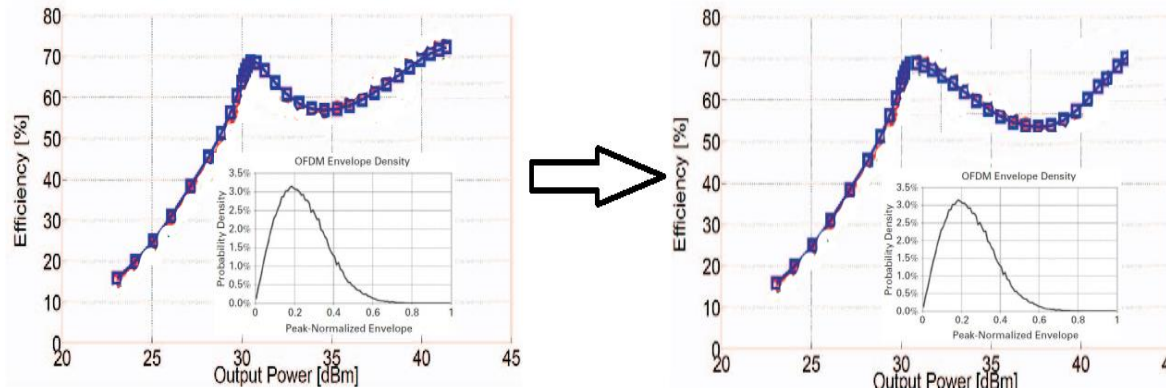 80
70
60
50
40
30
20
10
0
Efficiency [%]
OFDM Envelope Density
3.5%
3.0%
2.5%
2.0%
1.5%
1.0%
0.5%
0.0%
Probability Density
0 0.2 0.4 0.6 0.8 1
Peak-Normalized Envelope
20 25 30 35 40 45
Output Power [dBm]
80
70
60
50
40
30
20
10
0
Efficiency [%]
OFDM Envelope Density
3.5%
3.0%
2.5%
2.0%
1.5%
1.0%
0.5%
0.0%
Probability Density
0 0.2 0.4 0.6 0.8 1
Peak-Normalized Envelope
20 25 30 35 40
Output Power [dBm]